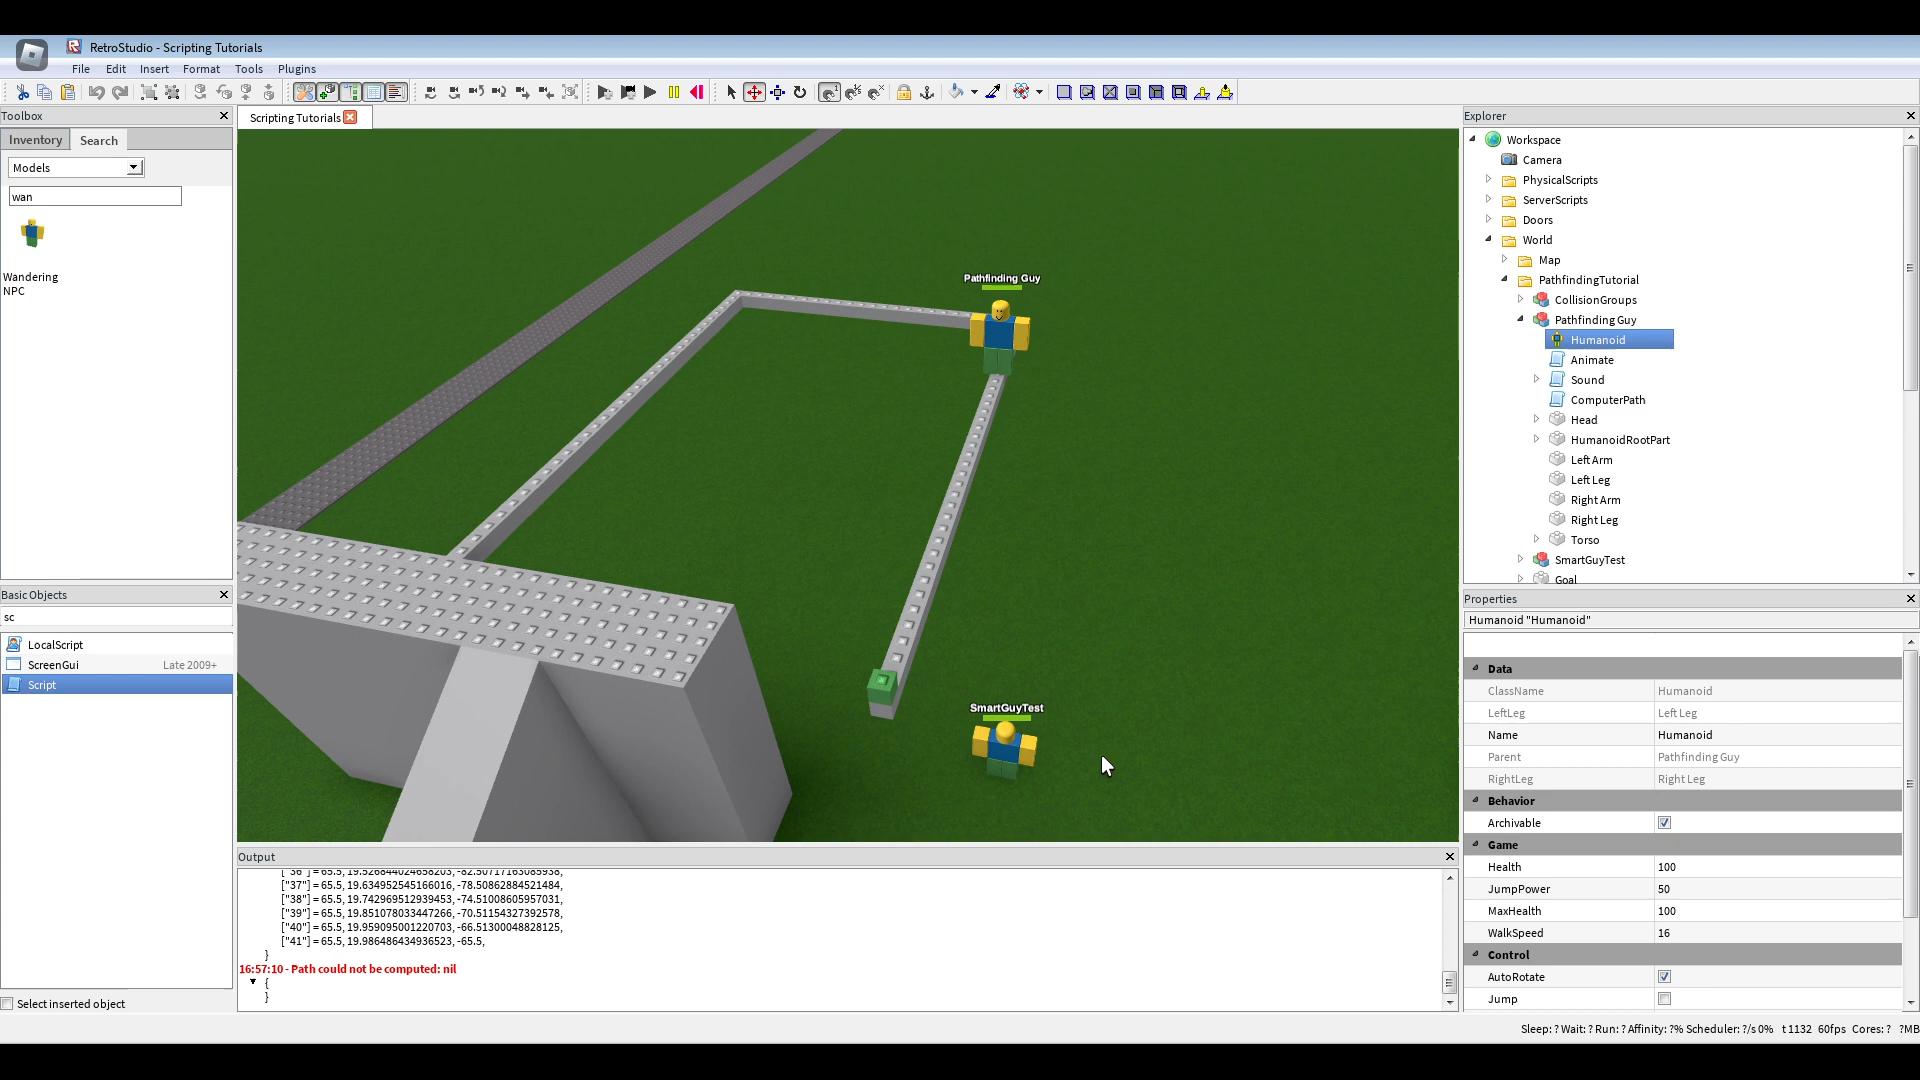 RetroStudio - Scripting Tutorials
File Edit Insert Format Tools Plugins
Toolbox
Inventory Search
Models
wan
Wandering
NPC
Basic Objects
sc
LocalScript
ScreenGui Late 2009+
Script
Select inserted object
Scripting Tutorials
Pathfinding Guy
SmartGuyTest
Output
["36"] = 65.5, 19.526844024658203, -82.50717163085938,
["37"] = 65.5, 19.634952545166016, -78.50862884521484,
["38"] = 65.5, 19.742969512939453, -74.51008605957031,
["39"] = 65.5, 19.851078033447266, -70.51154327392578,
["40"] = 65.5, 19.959095001220703, -66.51300048828125,
["41"] = 65.5, 19.986486434936523, -65.5,
}
16:57:10 - Path could not be computed: nil
{
}
Explorer
Workspace
Camera
PhysicalScripts
ServerScripts
Doors
World
Map
PathfindingTutorial
CollisionGroups
Pathfinding Guy
Humanoid
Animate
Sound
ComputerPath
Head
HumanoidRootPart
Left Arm
Left Leg
Right Arm
Right Leg
Torso
SmartGuyTest
Goal
Properties
Humanoid "Humanoid"
Data
ClassName Humanoid
LeftLeg Left Leg
Name Humanoid
Parent Pathfinding Guy
RightLeg Right Leg
Behavior
Archivable
Game
Health 100
JumpPower 50
MaxHealth 100
WalkSpeed 16
Control
AutoRotate
Jump
Sleep: ? Wait: ? Run: ? Affinity: ?% Scheduler: ?/s 0% t 1132 60fps Cores: ? ?MB